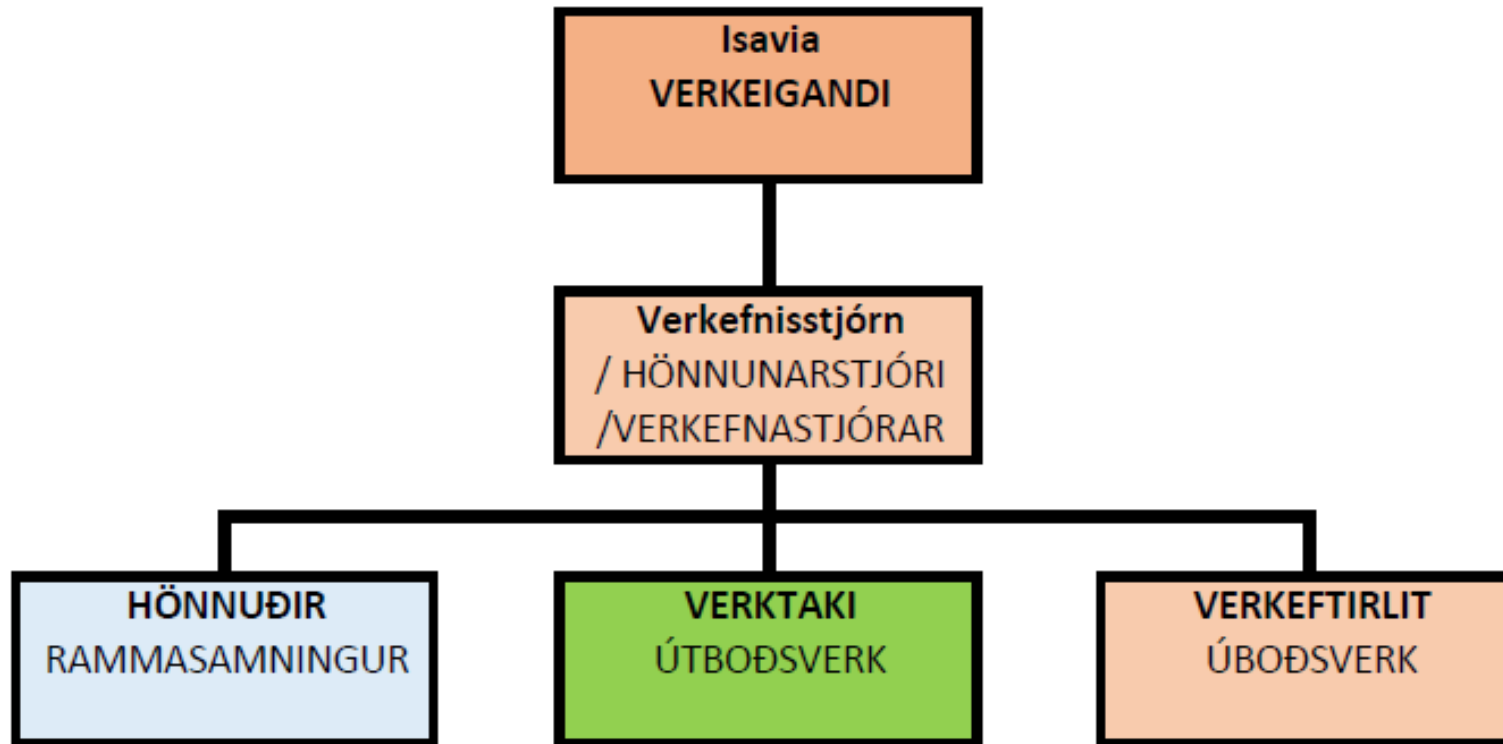 Isavia
VERKEIGANDI
Verkefnisstjórn
/ HÖNNUNARSTJÓRI
/VERKEFNASTJÓRAR
HÖNNUÐIR
RAMMASAMNINGUR
VERKTAKI
ÚTBOÐSVERK
VERKEFTIRLIT
ÚBOÐSVERK